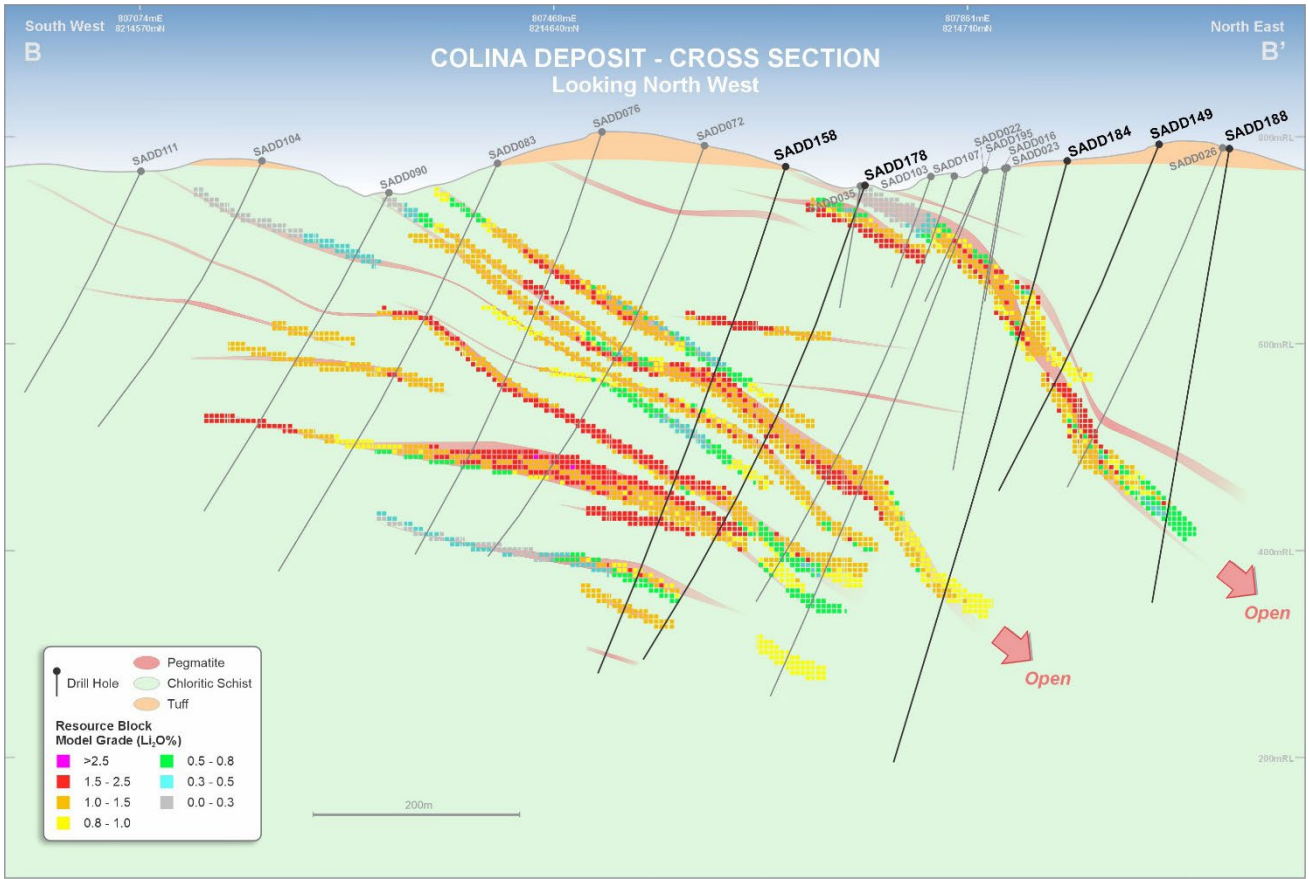 South West
807074mE
8214570mN
807468mE
8214640mN
807861mE
8214710mN
North East
B
B'
COLINA DEPOSIT - CROSS SECTION
Looking North West
SADD111
SADD104
SADD090
SADD083
SADD076
SADD072
SADD158
SADD035
SADD178
SADD103
SADD107
SADD022
SADD195
SADD016
SADD023
SADD184
SADD149
SADD026
SADD188
800mRL
600mRL
400mRL
200mRL
Open
Open
Drill Hole
Pegmatite
Chloritic Schist
Tuff
Resource Block
Model Grade (Li₂O%)
>2.5
1.5 - 2.5
1.0 - 1.5
0.8 - 1.0
0.5 - 0.8
0.3 - 0.5
0.0 - 0.3
200m